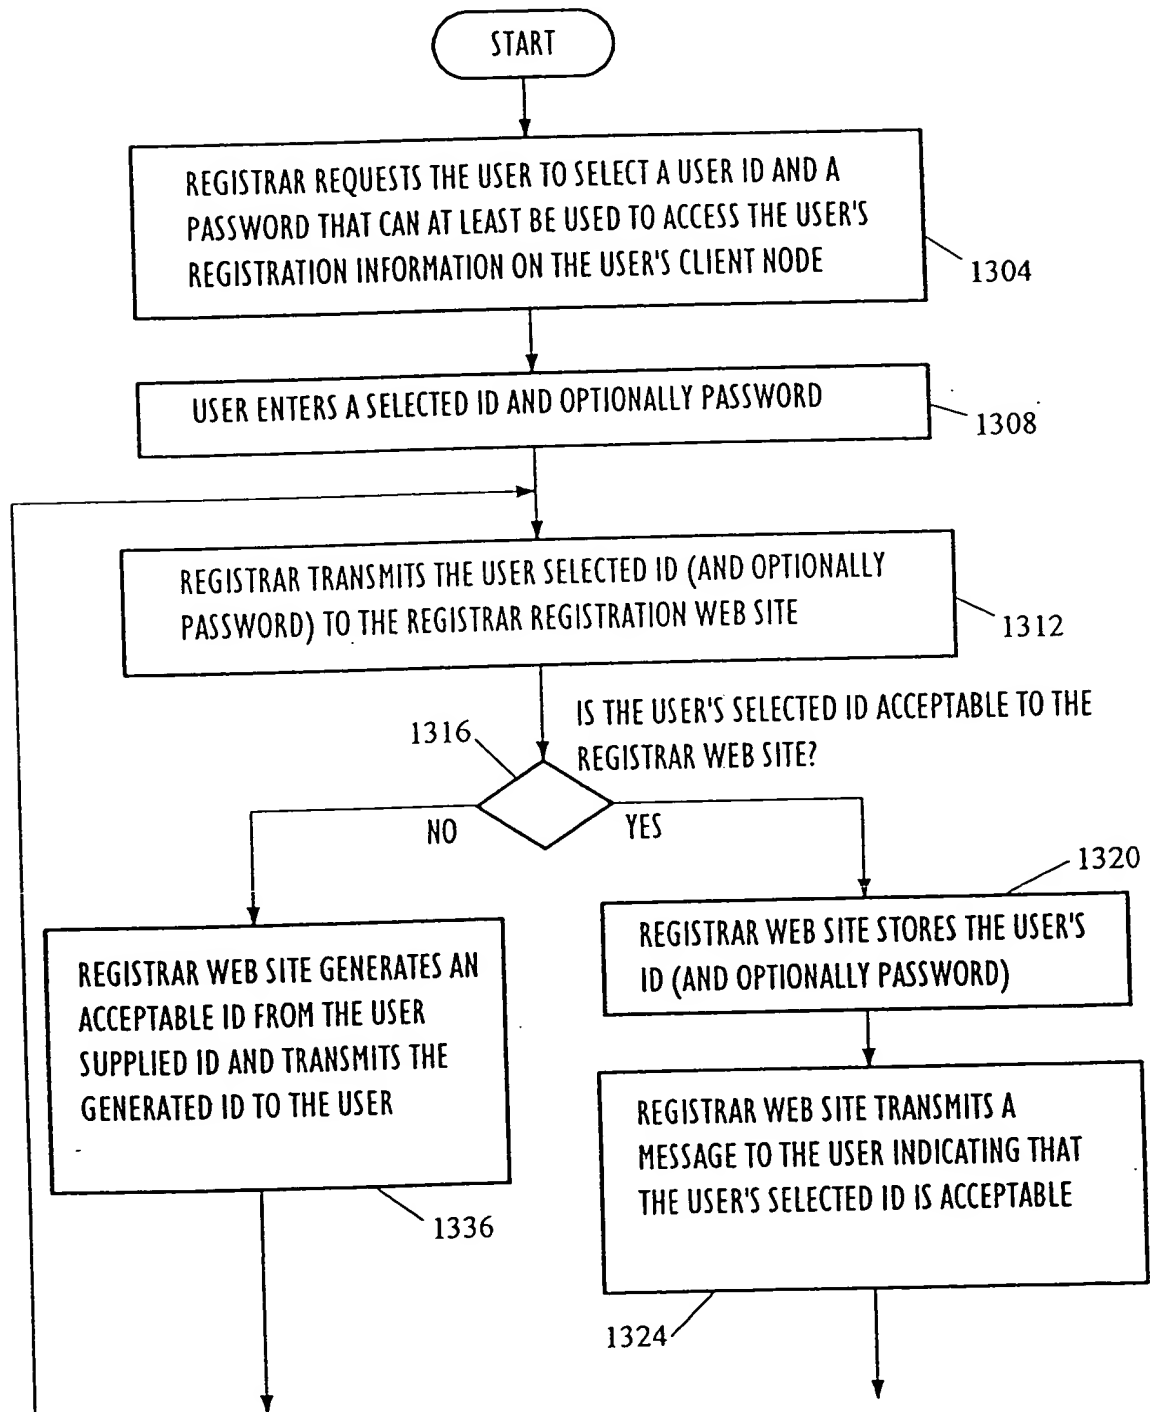 START
REGISTRAR REQUESTS THE USER TO SELECT A USER ID AND A
PASSWORD THAT CAN AT LEAST BE USED TO ACCESS THE USER'S
REGISTRATION INFORMATION ON THE USER'S CLIENT NODE
1304
USER ENTERS A SELECTED ID AND OPTIONALLY PASSWORD
1308
REGISTRAR TRANSMITS THE USER SELECTED ID (AND OPTIONALLY
PASSWORD) TO THE REGISTRAR REGISTRATION WEB SITE
1312
IS THE USER'S SELECTED ID ACCEPTABLE TO THE
REGISTRAR WEB SITE?
1316
NO
YES
1320
REGISTRAR WEB SITE STORES THE USER'S
ID (AND OPTIONALLY PASSWORD)
REGISTRAR WEB SITE GENERATES AN
ACCEPTABLE ID FROM THE USER
SUPPLIED ID AND TRANSMITS THE
GENERATED ID TO THE USER
1336
REGISTRAR WEB SITE TRANSMITS A
MESSAGE TO THE USER INDICATING THAT
THE USER'S SELECTED ID IS ACCEPTABLE
1324